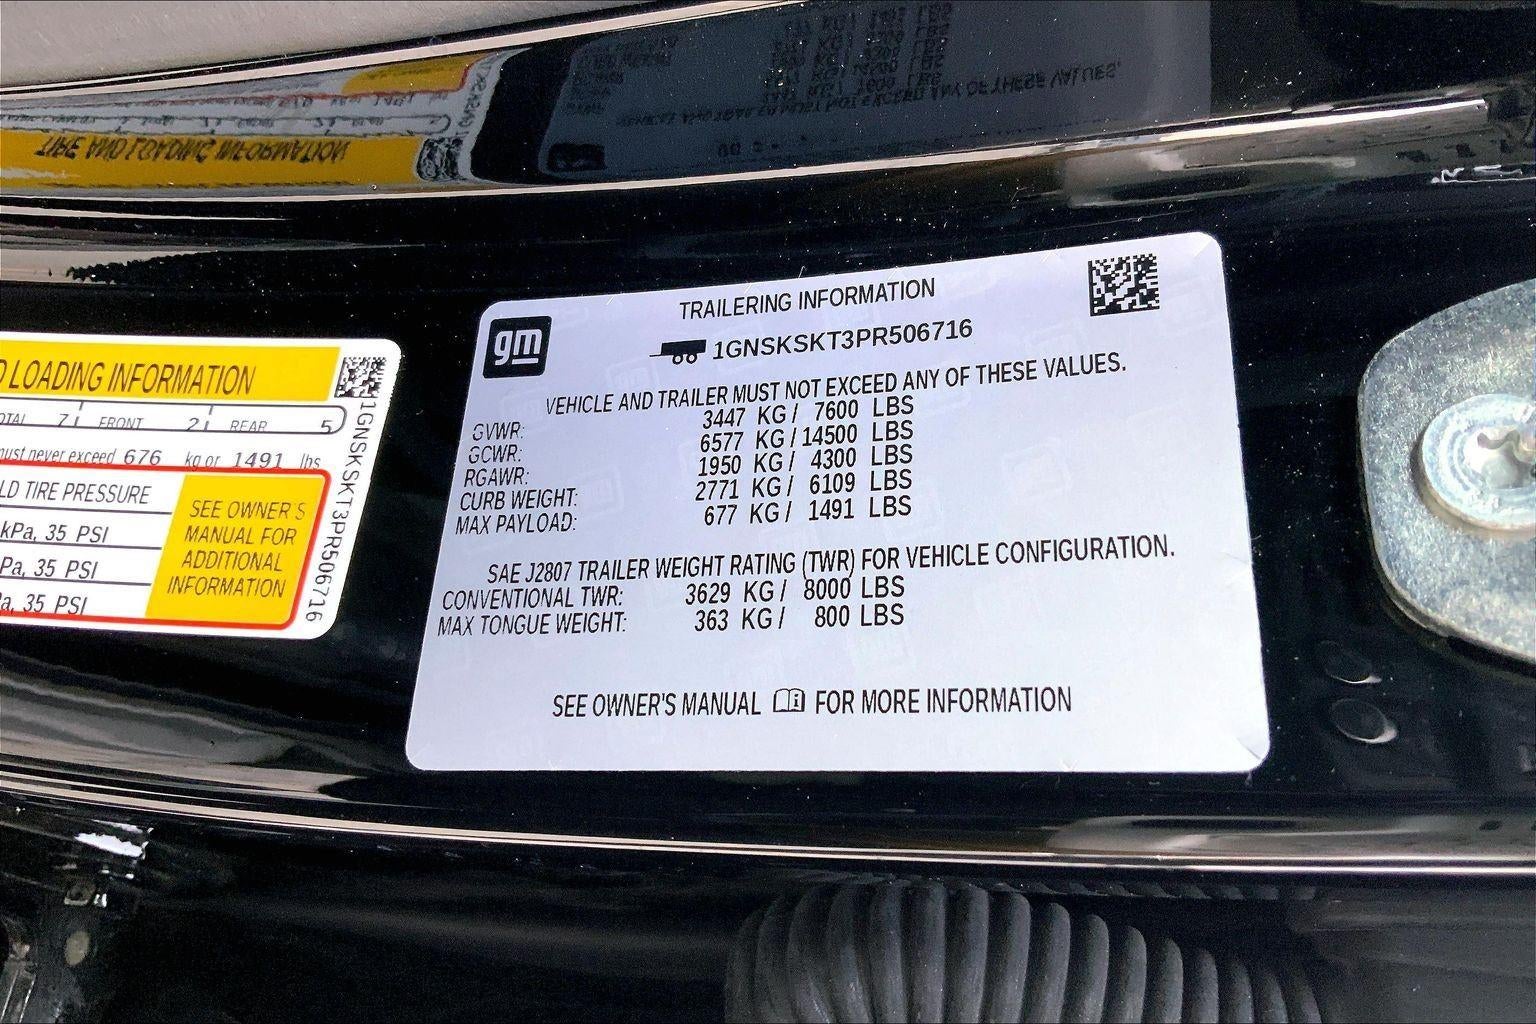 TIRE AND LOADING INFORMATION
LOADING INFORMATION
7 FRONT 2 REAR 5
must never exceed 676 kg or 1491 lbs
TIRE PRESSURE
kPa, 35 PSI
35 PSI
35 PSI
SEE OWNER'S
MANUAL FOR
ADDITIONAL
INFORMATION
1GNSKSKT3PR506716
gm
TRAILERING INFORMATION
1GNSKSKT3PR506716
VEHICLE AND TRAILER MUST NOT EXCEED ANY OF THESE VALUES.
GVWR: 3447 KG / 7600 LBS
GCWR: 6577 KG / 14500 LBS
RGAWR: 1950 KG / 4300 LBS
CURB WEIGHT: 2771 KG / 6109 LBS
MAX PAYLOAD: 677 KG / 1491 LBS
SAE J2807 TRAILER WEIGHT RATING (TWR) FOR VEHICLE CONFIGURATION.
CONVENTIONAL TWR: 3629 KG / 8000 LBS
MAX TONGUE WEIGHT: 363 KG / 800 LBS
SEE OWNER'S MANUAL FOR MORE INFORMATION